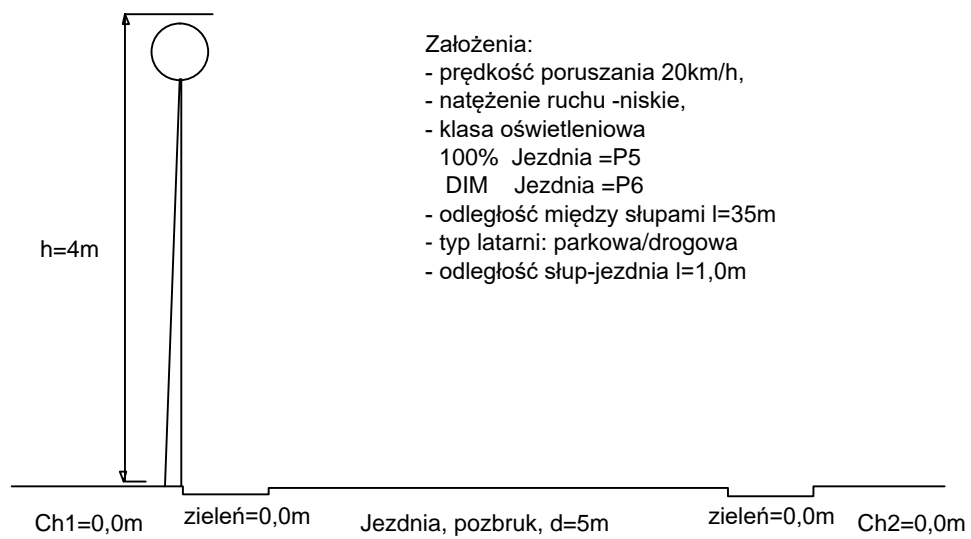 Założenia:
- prędkość poruszania 20km/h,
- natężenie ruchu -niskie,
- klasa oświetleniowa
100% Jezdnia =P5
DIM Jezdnia =P6
- odległość między słupami l=35m
- typ latarni: parkowa/drogowa
- odległość słup-jezdnia l=1,0m
h=4m
Ch1=0,0m
zieleń=0,0m
Jezdnia, pozbruk, d=5m
zieleń=0,0m
Ch2=0,0m